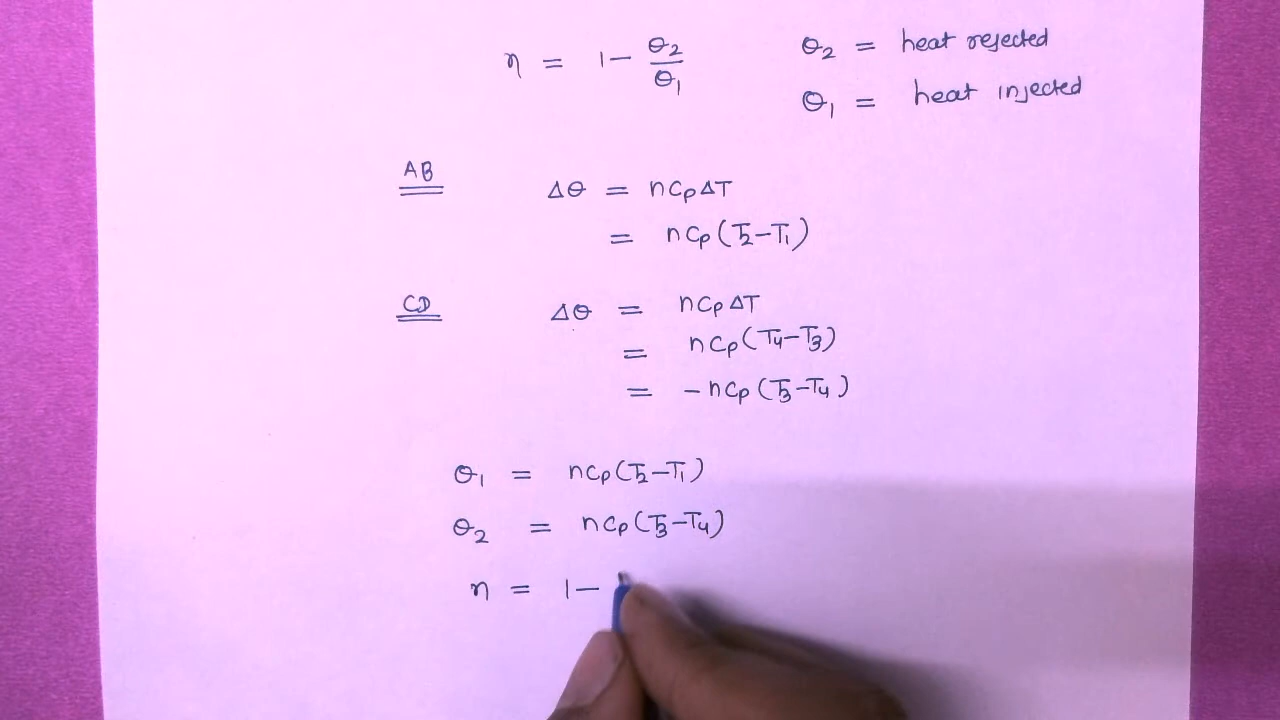 η = 1 - θ2/θ1
θ2 = heat rejected
θ1 = heat injected
AB
Δθ = nCpΔT
= nCp(T2-T1)
CD
Δθ = nCpΔT
= nCp(T4-T3)
= -nCp(T3-T4)
θ1 = nCp(T2-T1)
θ2 = nCp(T3-T4)
η = 1-